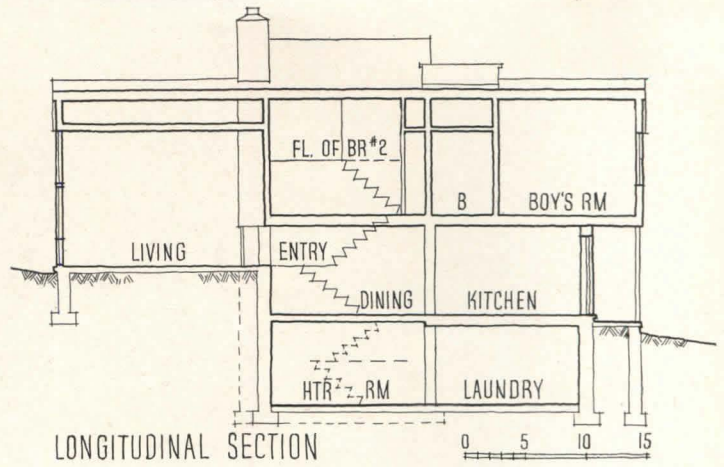 FL. OF BR #2
B
BOY'S RM
LIVING
ENTRY
DINING
KITCHEN
HTR RM
LAUNDRY
LONGITUDINAL SECTION
0 5 10 15